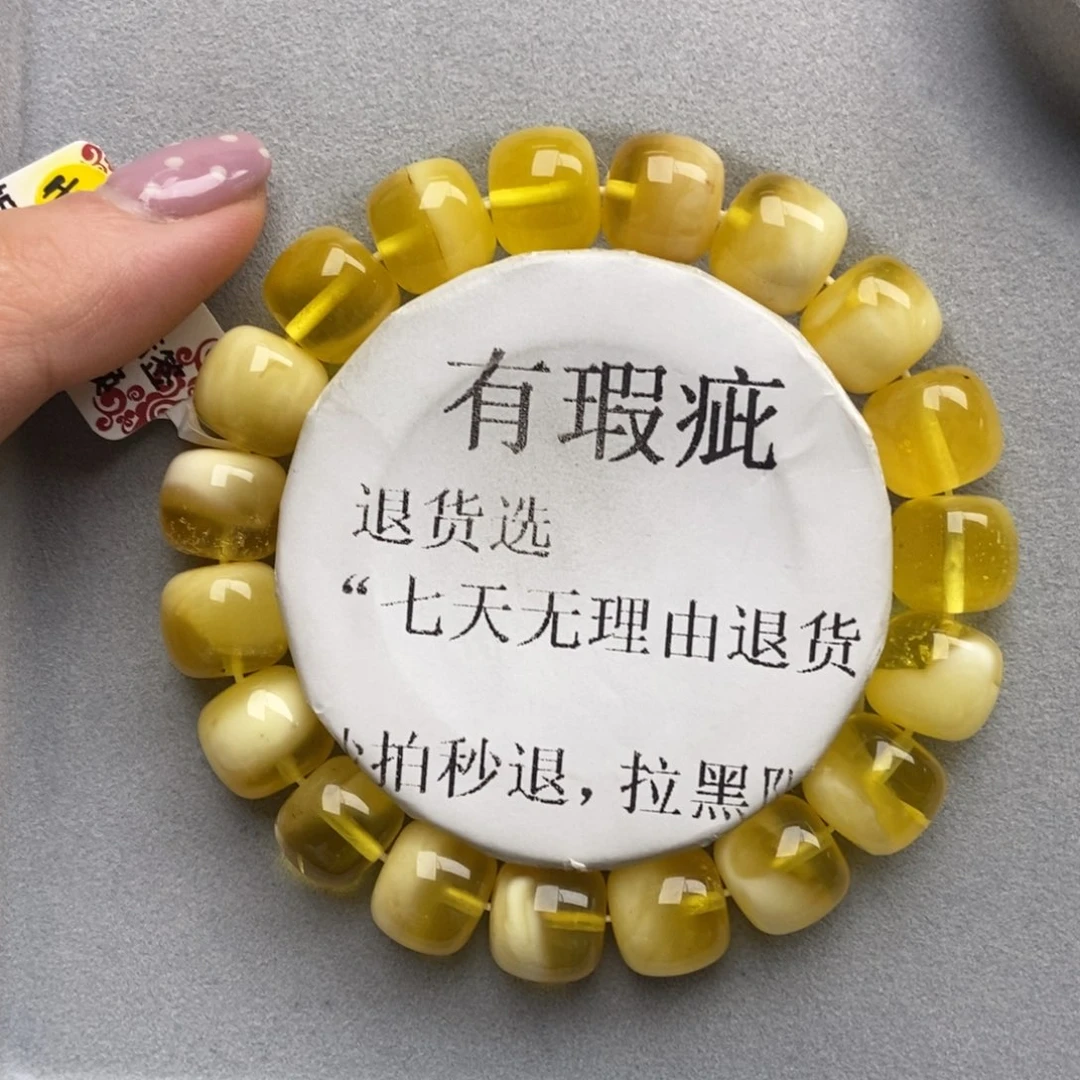 有瑕疵
退货选
“七天无理由退货
拍秒退，拉黑